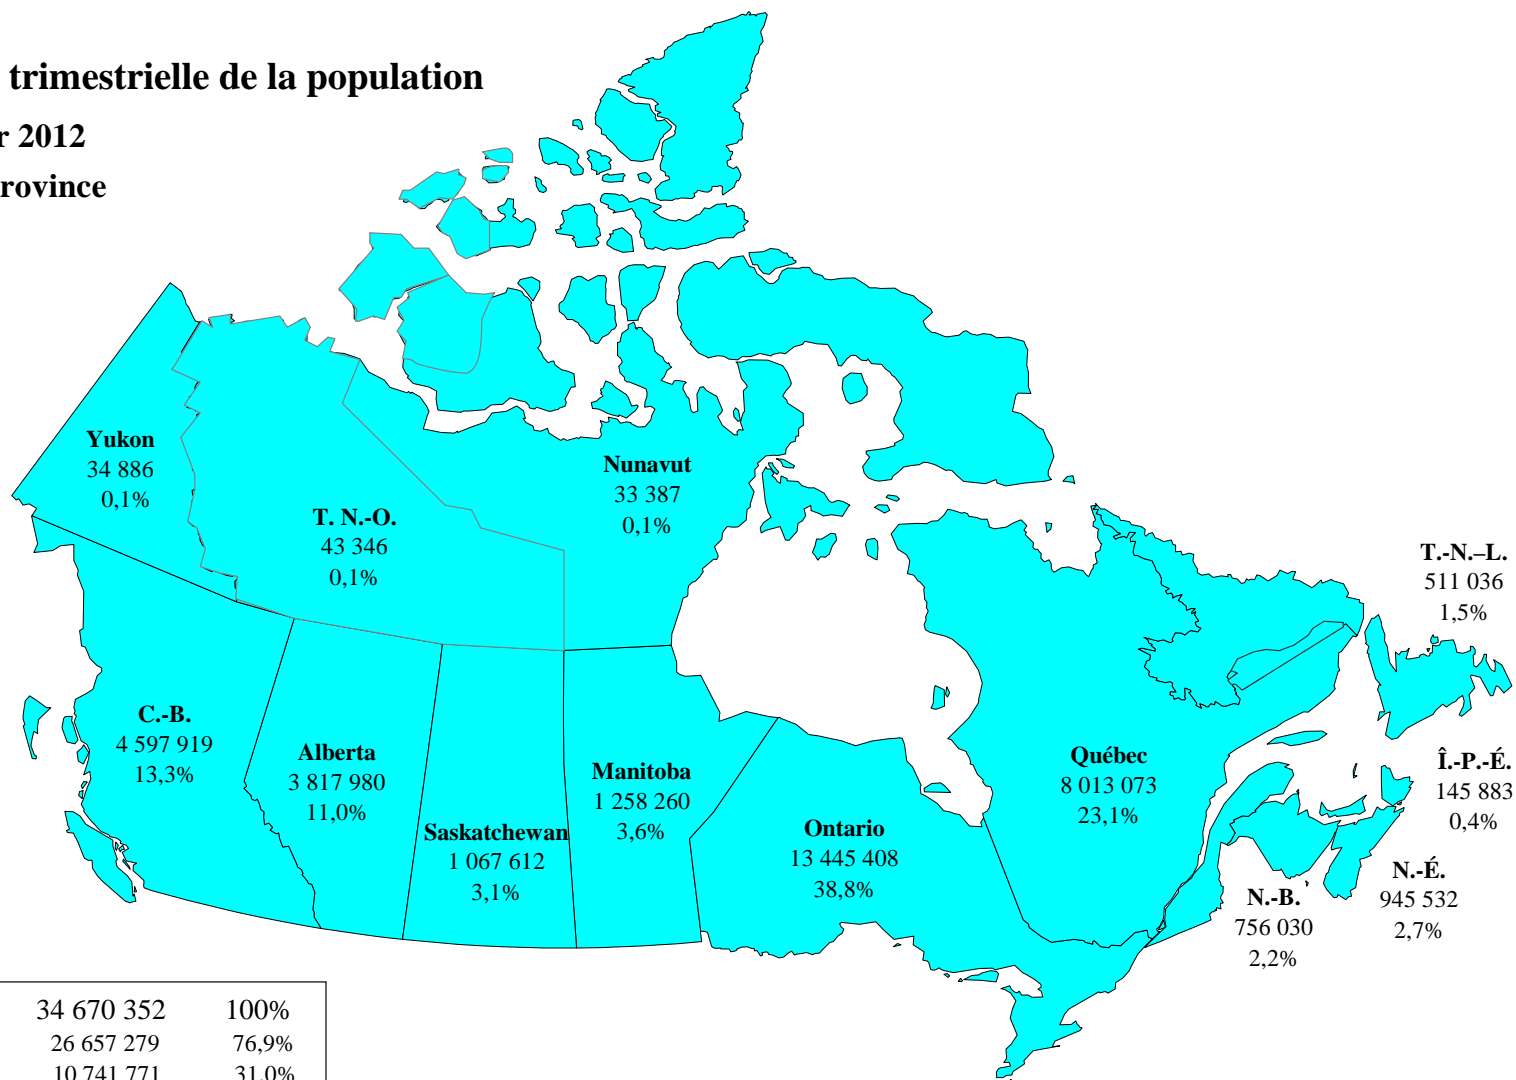 trimestrielle de la population
r 2012
rovince
Yukon
34 886
0,1%
T. N.-O.
43 346
0,1%
Nunavut
33 387
0,1%
T.-N.–L.
511 036
1,5%
C.-B.
4 597 919
13,3%
Alberta
3 817 980
11,0%
Saskatchewan
1 067 612
3,1%
Manitoba
1 258 260
3,6%
Ontario
13 445 408
38,8%
Québec
8 013 073
23,1%
Î.-P.-É.
145 883
0,4%
N.-É.
945 532
2,7%
N.-B.
756 030
2,2%
34 670 352 100%
26 657 279 76,9%
10 741 771 31,0%